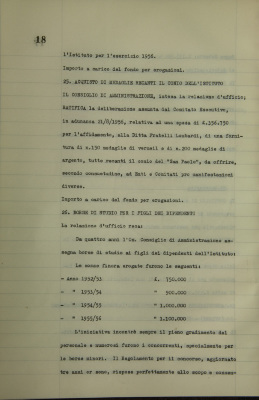 18
l'Istituto per l'esercizio 1956.
Importo a carico del fondo per erogazioni.
25. ACQUISTO DI MEDAGLIE RECANTI IL CONIO DELL'ISTITUTO
IL CONSIGLIO DI AMMINISTRAZIONE, intesa la relazione d'ufficio;
RATIFICA la deliberazione assunta dal Comitato Esecutivo,
in adunanza 21/8/1956, relativa ad una spesa di £.336.250
per l'affidamento, alla Ditta Fratelli Lombardi, di una forni-
tura di n.150 medaglie di vermeil e di n.300 medaglie di
argento, tutte recanti il conio del "San Paolo", da offrire,
secondo consuetudine, ad Enti e Comitati per manifestazioni
diverse.
Importo a carico del fondo per erogazioni.
26. BORSE DI STUDIO PER I FIGLI DEI DIPENDENTI
La relazione d'ufficio reca:
Da quattro anni l'On. Consiglio di Amministrazione as-
segna borse di studio ai figli dei dipendenti dell'Istituto;
Le somme finora erogate furono le seguenti:
- Anno 1952/53 £. 750.000
- " 1953/54 " 900.000
- " 1954/55 " 1.000.000
- " 1955/56 " 1.200.000
L'iniziativa incontrò sempre il pieno gradimento del
personale e numerosi furono i concorrenti, specialmente per
le borse minori. Il Regolamento per il concorso, aggiornato
tre anni or sono, rispose perfettamente allo scopo e consen-